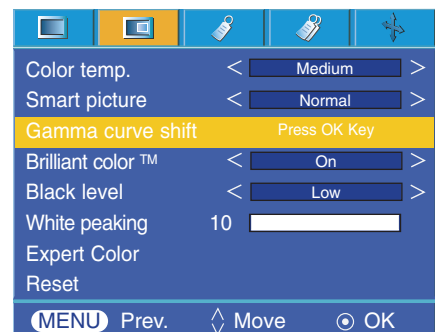 Color temp. < Medium >
Smart picture < Normal >
Gamma curve shift Press OK Key
Brilliant color ™ < On >
Black level < Low >
White peaking 10
Expert Color
Reset
MENU Prev. Move OK